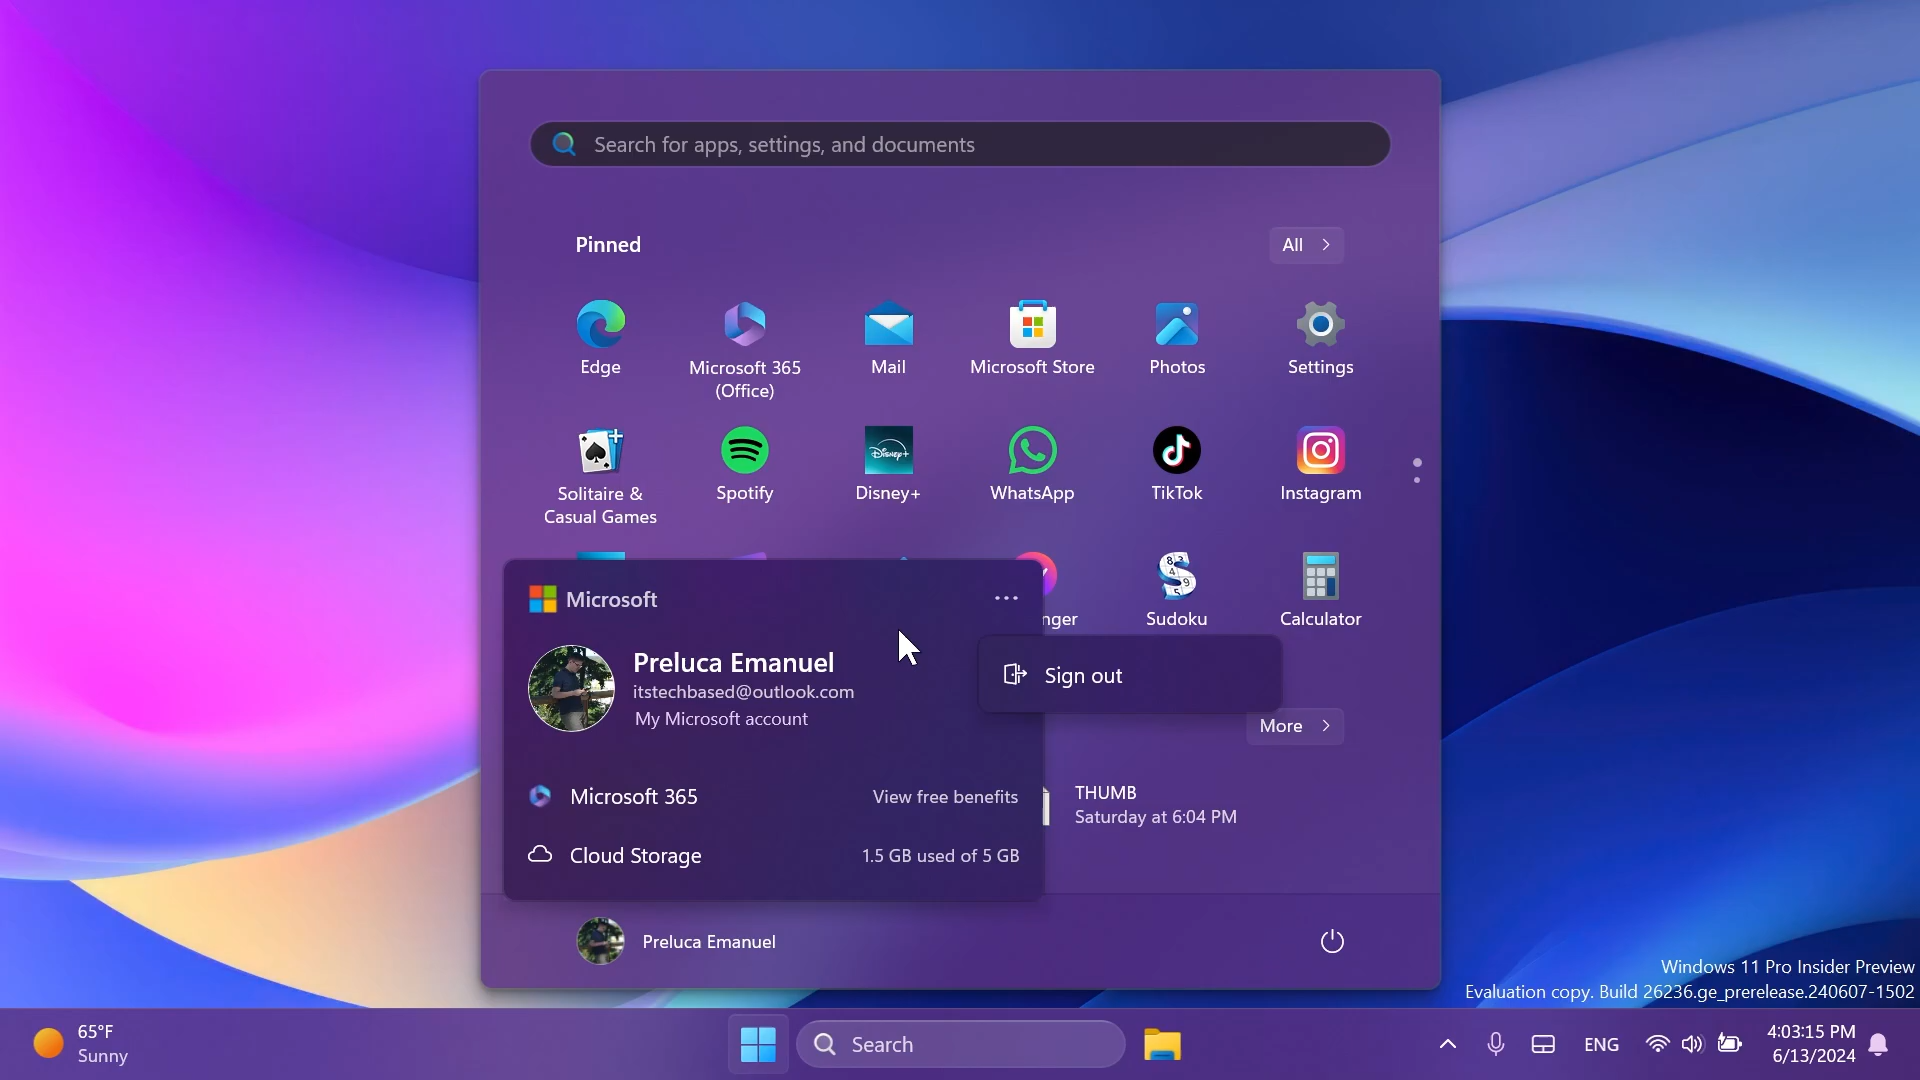 Search for apps, settings, and documents
Pinned
All
Edge
Microsoft 365
(Office)
Mail
Microsoft Store
Photos
Settings
Solitaire &
Casual Games
Spotify
Disney+
Disney+
WhatsApp
TikTok
Instagram
nger
Sudoku
Calculator
Microsoft
Preluca Emanuel
itstechbased@outlook.com
My Microsoft account
Sign out
More
Microsoft 365
View free benefits
THUMB
Saturday at 6:04 PM
Cloud Storage
1.5 GB used of 5 GB
Preluca Emanuel
Windows 11 Pro Insider Preview
Evaluation copy. Build 26236.ge_prerelease.240607-1502
65°F
Sunny
Search
ENG
4:03:15 PM
6/13/2024